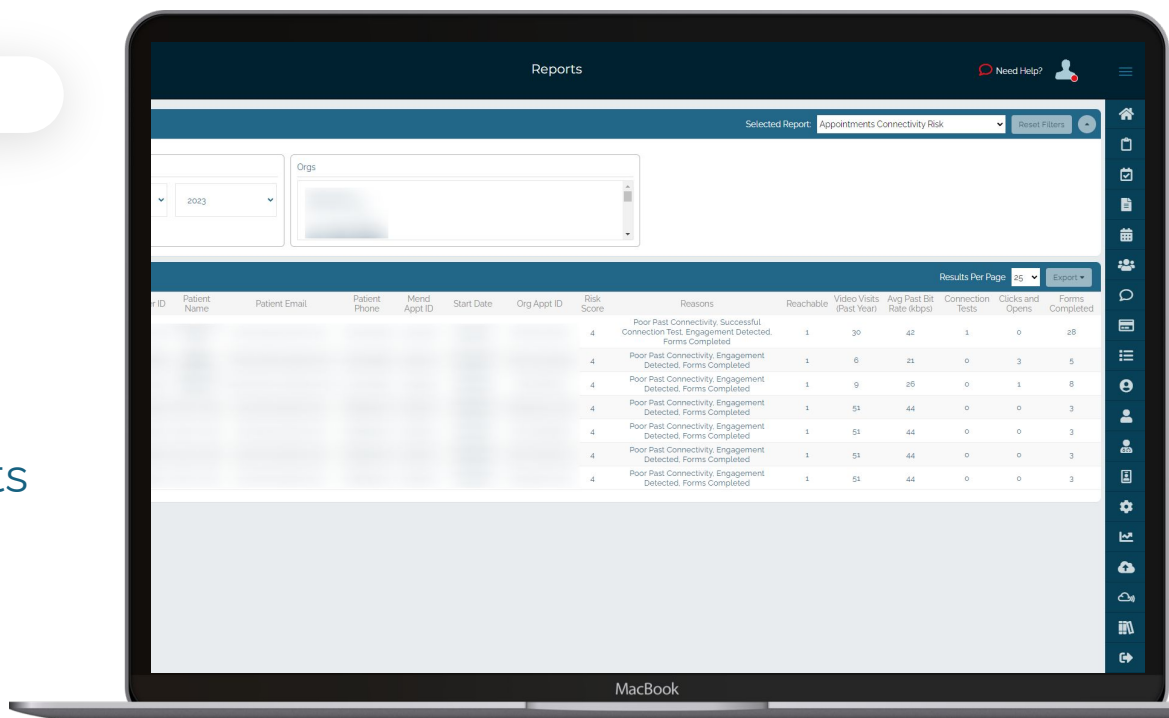 Reports
Need Help?
Selected Report: Appointments Connectivity Risk
Reset Filters
Orgs
2023
Results Per Page 25
Export
r ID Patient Name Patient Email Patient Phone Mend Appt ID Start Date Org Appt ID Risk Score Reasons Reachable Video Visits (Past Year) Avg Past Bit Rate (kbps) Connection Tests Clicks and Opens Forms Completed
4 Poor Past Connectivity, Successful Connection Test, Engagement Detected, Forms Completed 1 30 42 1 0 28
4 Poor Past Connectivity, Engagement Detected, Forms Completed 1 6 21 0 3 5
4 Poor Past Connectivity, Engagement Detected, Forms Completed 1 9 26 0 1 8
4 Poor Past Connectivity, Engagement Detected, Forms Completed 1 51 44 0 0 3
4 Poor Past Connectivity, Engagement Detected, Forms Completed 1 51 44 0 0 3
4 Poor Past Connectivity, Engagement Detected, Forms Completed 1 51 44 0 0 3
4 Poor Past Connectivity, Engagement Detected, Forms Completed 1 51 44 0 0 3
ts
MacBook